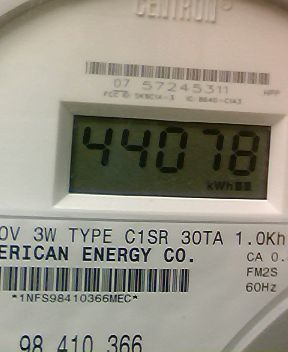 CENTRON®
07 57245311
44078
kWh
0V 3W TYPE C1SR 30TA 1.0Kh
ERICAN ENERGY CO.
CA 0.
FM2S
60Hz
*1NFS98410366MEC*
98 410 366